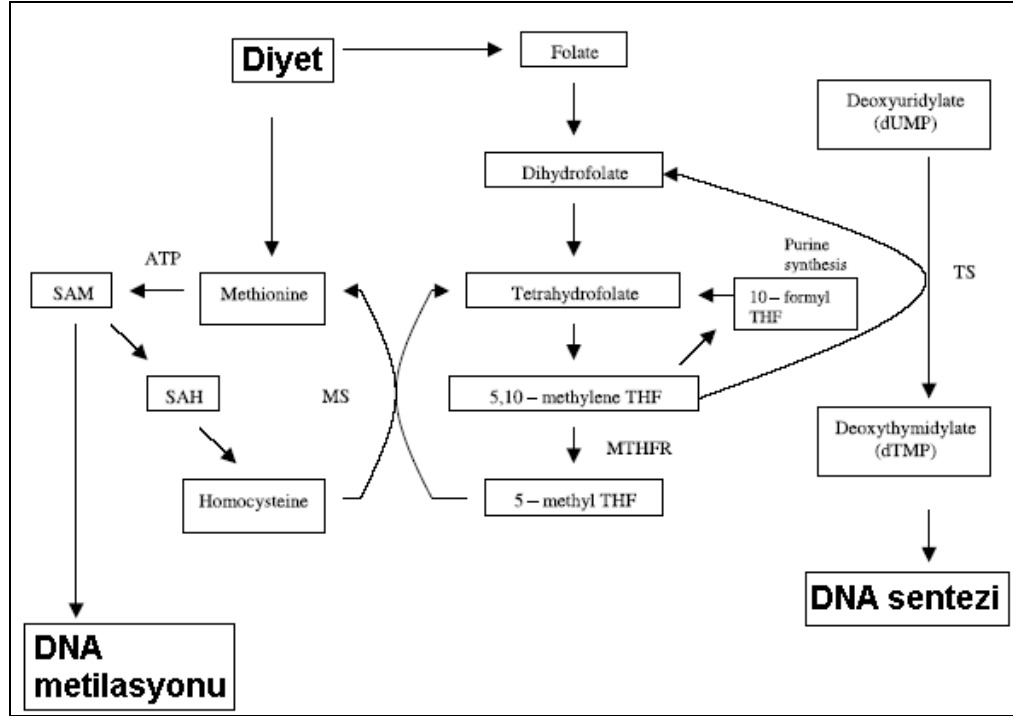 Diyet
Folate
Deoxyuridylate
(dUMP)
Dihydrofolate
ATP
Purine
synthesis
TS
SAM
Methionine
Tetrahydrofolate
10 – formyl
THF
SAH
MS
5,10 – methylene THF
MTHFR
Deoxythymidylate
(dTMP)
Homocysteine
5 – methyl THF
DNA sentezi
DNA
metilasyonu